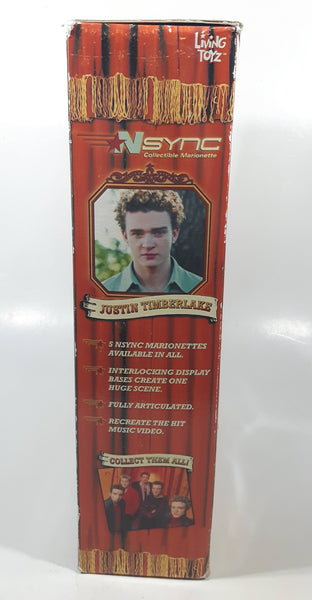 LiViNG
TOYZ
NSYNC
Collectible Marionette
JUSTIN TIMBERLAKE
5 NSYNC MARIONETTES
AVAILABLE IN ALL.
INTERLOCKING DISPLAY
BASES CREATE ONE
HUGE SCENE.
FULLY ARTICULATED.
RECREATE THE HIT
MUSIC VIDEO.
COLLECT THEM ALL!